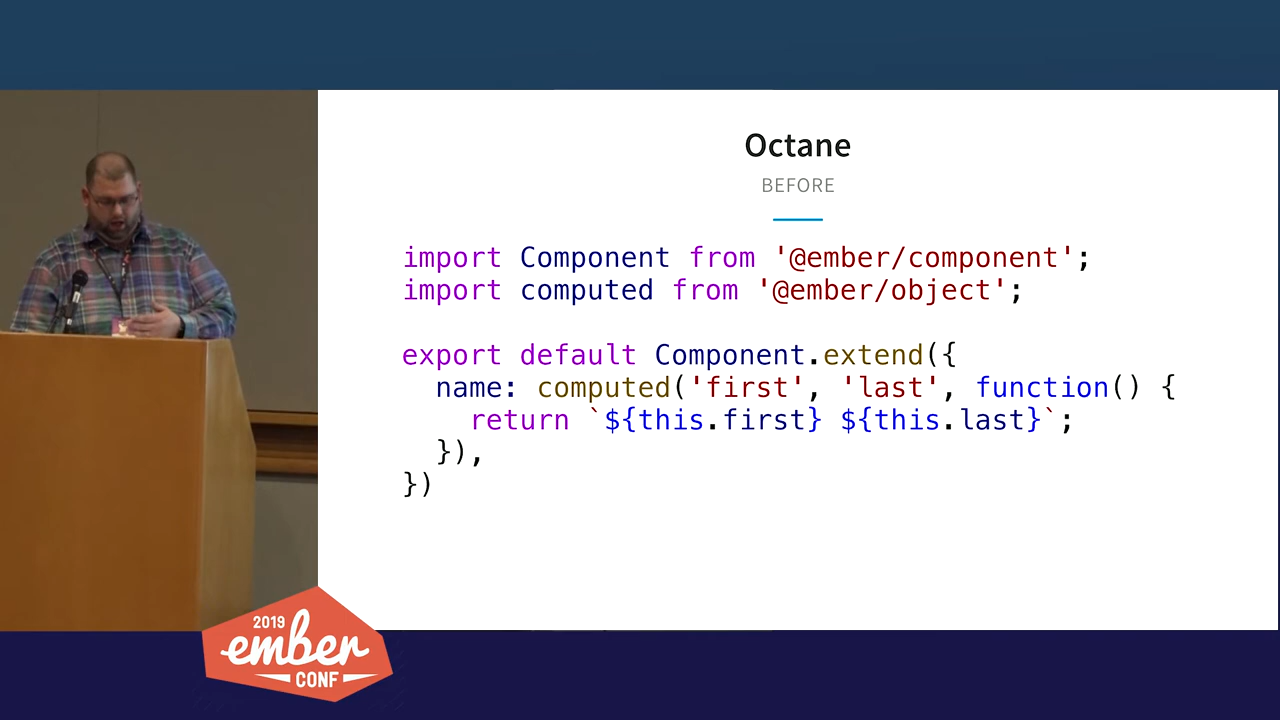 Octane
BEFORE
import Component from '@ember/component';
import computed from '@ember/object';
export default Component.extend({
  name: computed('first', 'last', function() {
    return `${this.first} ${this.last}`;
  }),
})
2019
ember
CONF